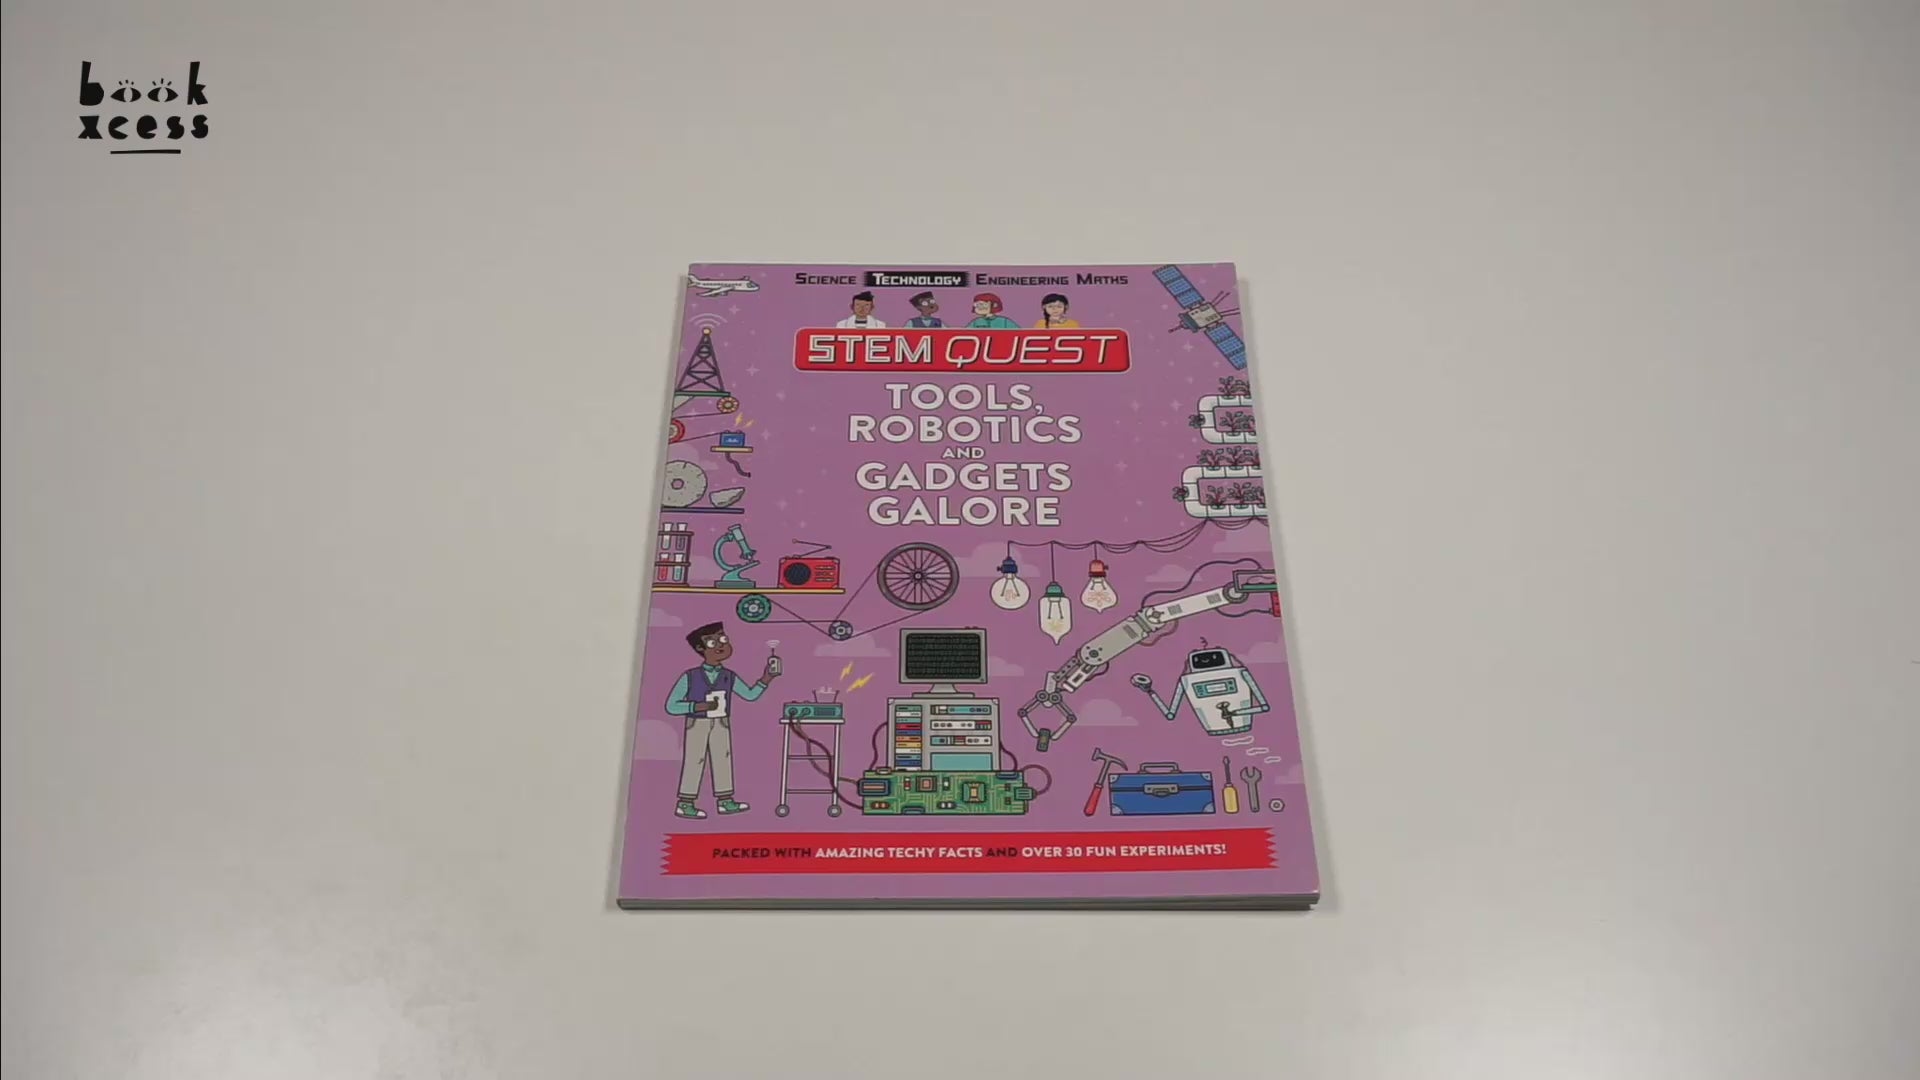 book
xcess
SCIENCE TECHNOLOGY ENGINEERING MATHS
STEM QUEST
TOOLS,
ROBOTICS
AND
GADGETS
GALORE
PACKED WITH AMAZING TECHY FACTS AND OVER 30 FUN EXPERIMENTS!